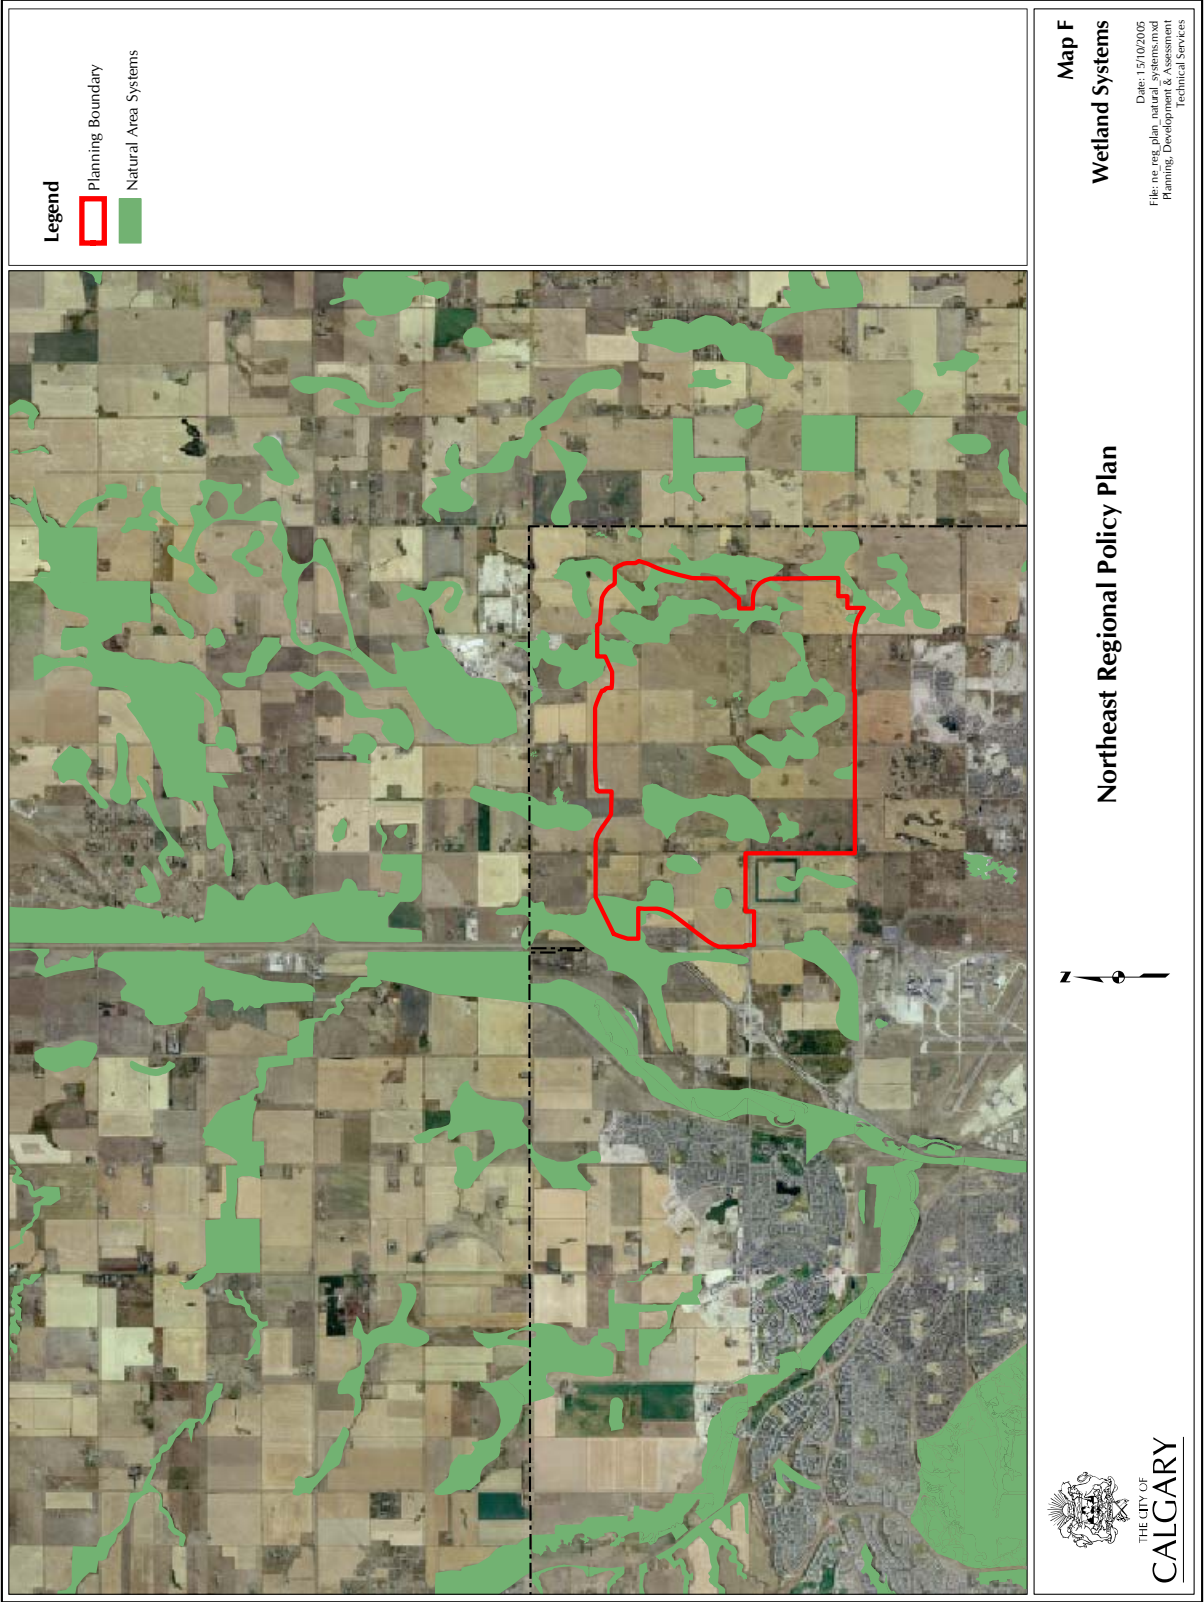 Legend
Planning Boundary
Natural Area Systems
Map F
Wetland Systems
Date: 15/10/2005
File: ne_reg_plan_natural_systems.mxd
Planning, Development & Assessment
Technical Services
Northeast Regional Policy Plan
N
THE CITY OF
CALGARY